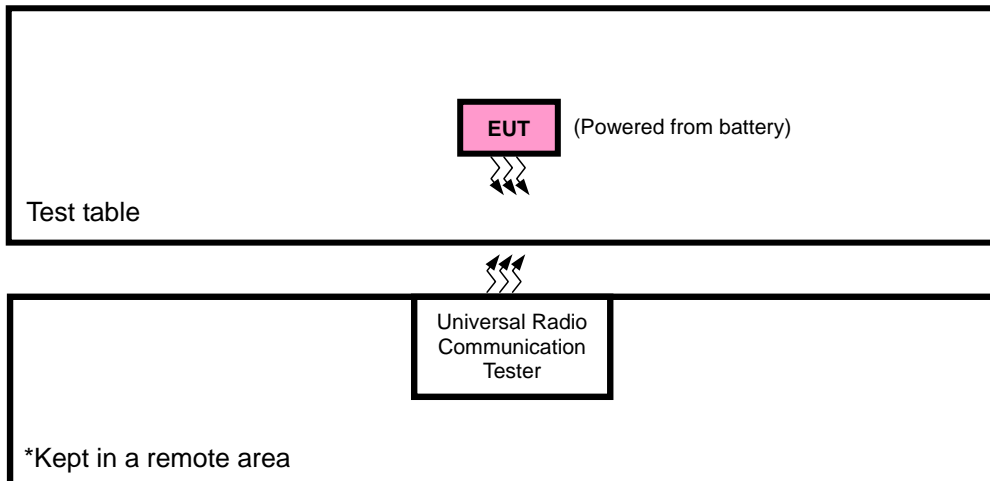 EUT
(Powered from battery)
Test table
Universal Radio
Communication
Tester
*Kept in a remote area